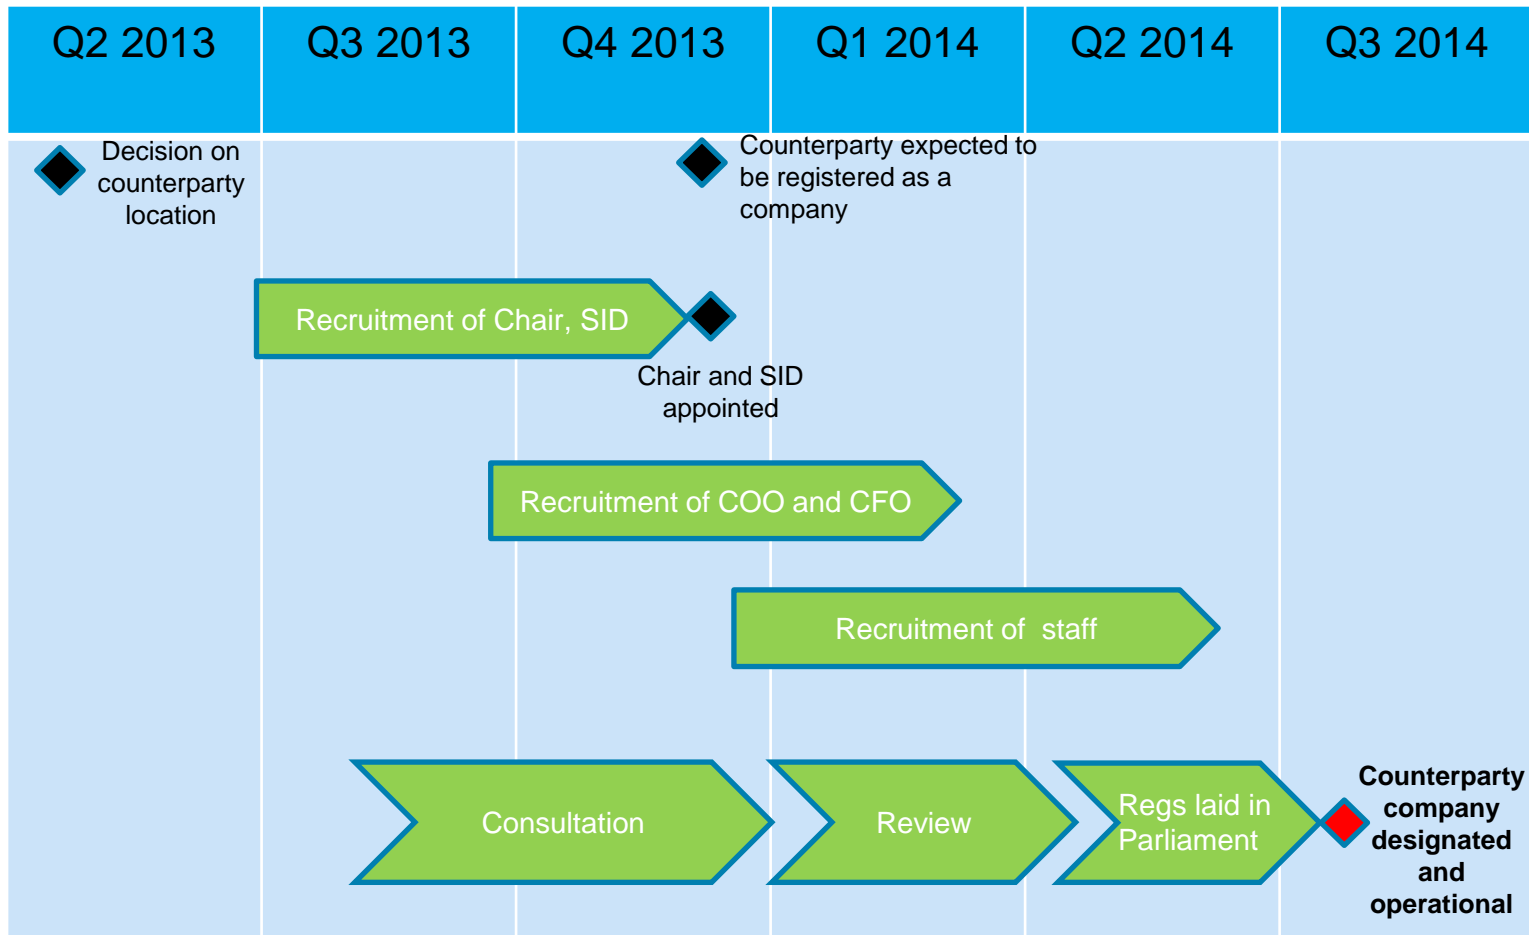 Q2 2013
Q3 2013
Q4 2013
Q1 2014
Q2 2014
Q3 2014
Decision on
counterparty
location
Counterparty expected to
be registered as a
company
Recruitment of Chair, SID
Chair and SID
appointed
Recruitment of COO and CFO
Recruitment of  staff
Consultation
Review
Regs laid in
Parliament
Counterparty
company
designated
and
operational